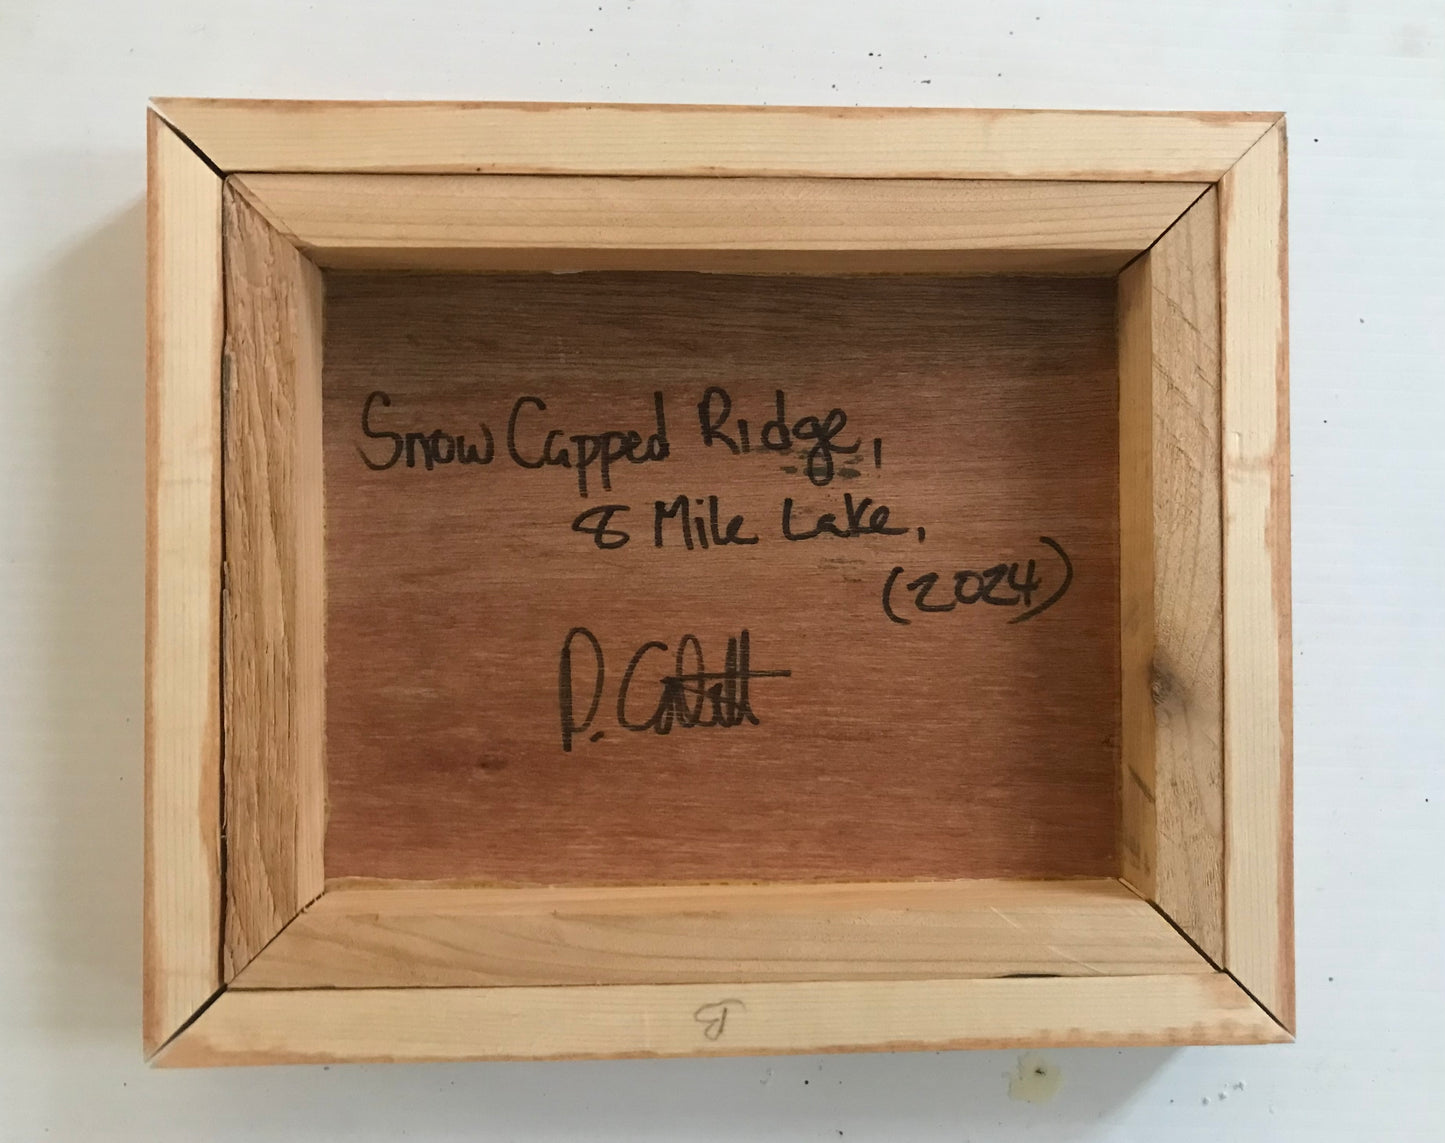 Snow Capped Ridge,
8 Mile Lake,
(2024)
B